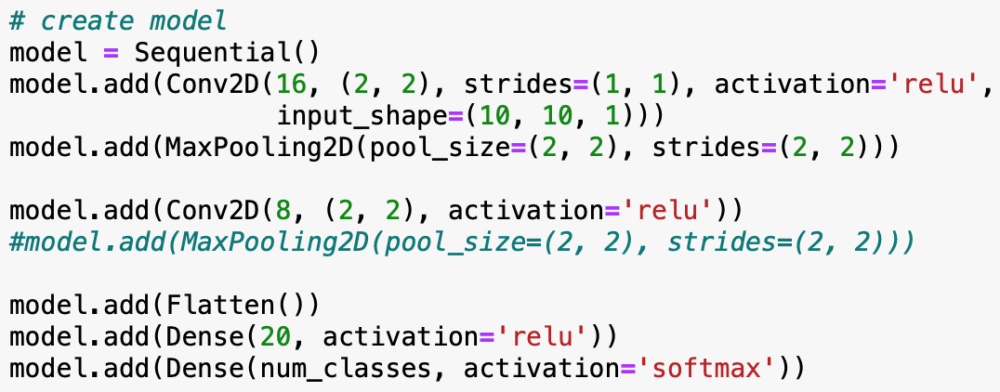 # create model
model = Sequential()
model.add(Conv2D(16, (2, 2), strides=(1, 1), activation='relu',
                 input_shape=(10, 10, 1)))
model.add(MaxPooling2D(pool_size=(2, 2), strides=(2, 2)))

model.add(Conv2D(8, (2, 2), activation='relu'))
#model.add(MaxPooling2D(pool_size=(2, 2), strides=(2, 2)))

model.add(Flatten())
model.add(Dense(20, activation='relu'))
model.add(Dense(num_classes, activation='softmax'))